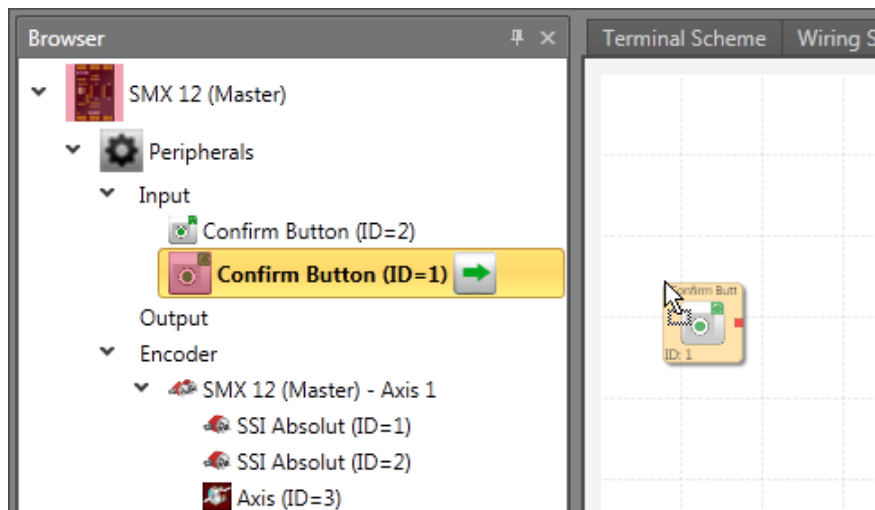 Browser
Terminal Scheme
Wiring S
SMX 12 (Master)
Peripherals
Input
Confirm Button (ID=2)
Confirm Button (ID=1)
Output
Encoder
SMX 12 (Master) - Axis 1
SSI Absolut (ID=1)
SSI Absolut (ID=2)
Axis (ID=3)
Confirm Butt
ID: 1